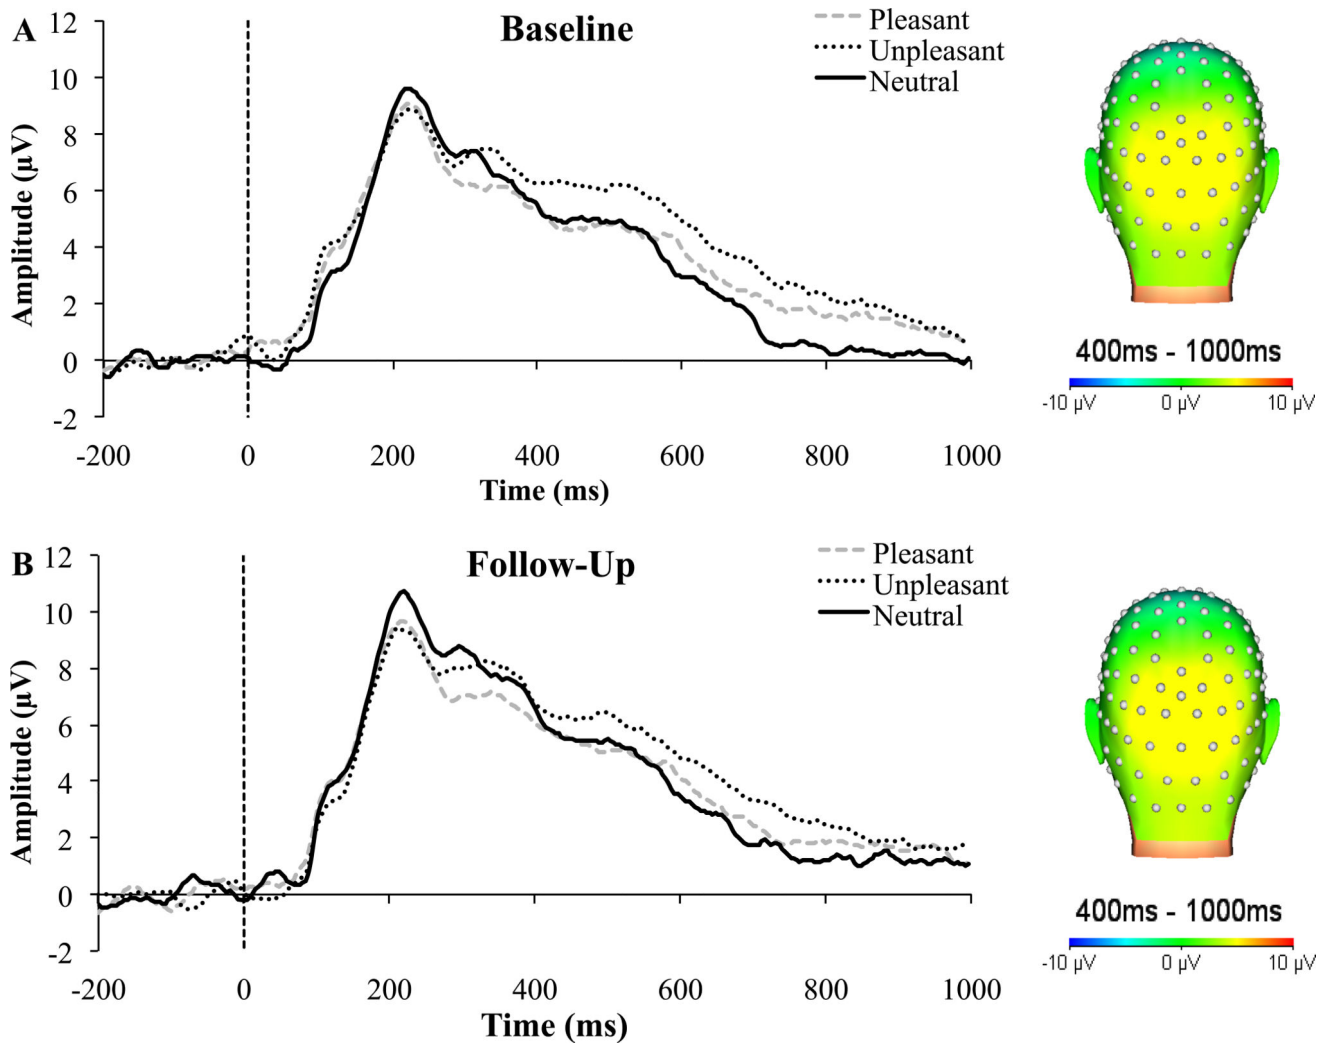 A
Baseline
Pleasant
Unpleasant
Neutral
Amplitude (µV)
12
10
8
6
4
2
0
-2
-200 0 200 400 600 800 1000
Time (ms)
400ms - 1000ms
-10 µV 0 µV 10 µV
B
Follow-Up
Pleasant
Unpleasant
Neutral
Amplitude (µV)
12
10
8
6
4
2
0
-2
-200 0 200 400 600 800 1000
Time (ms)
400ms - 1000ms
-10 µV 0 µV 10 µV